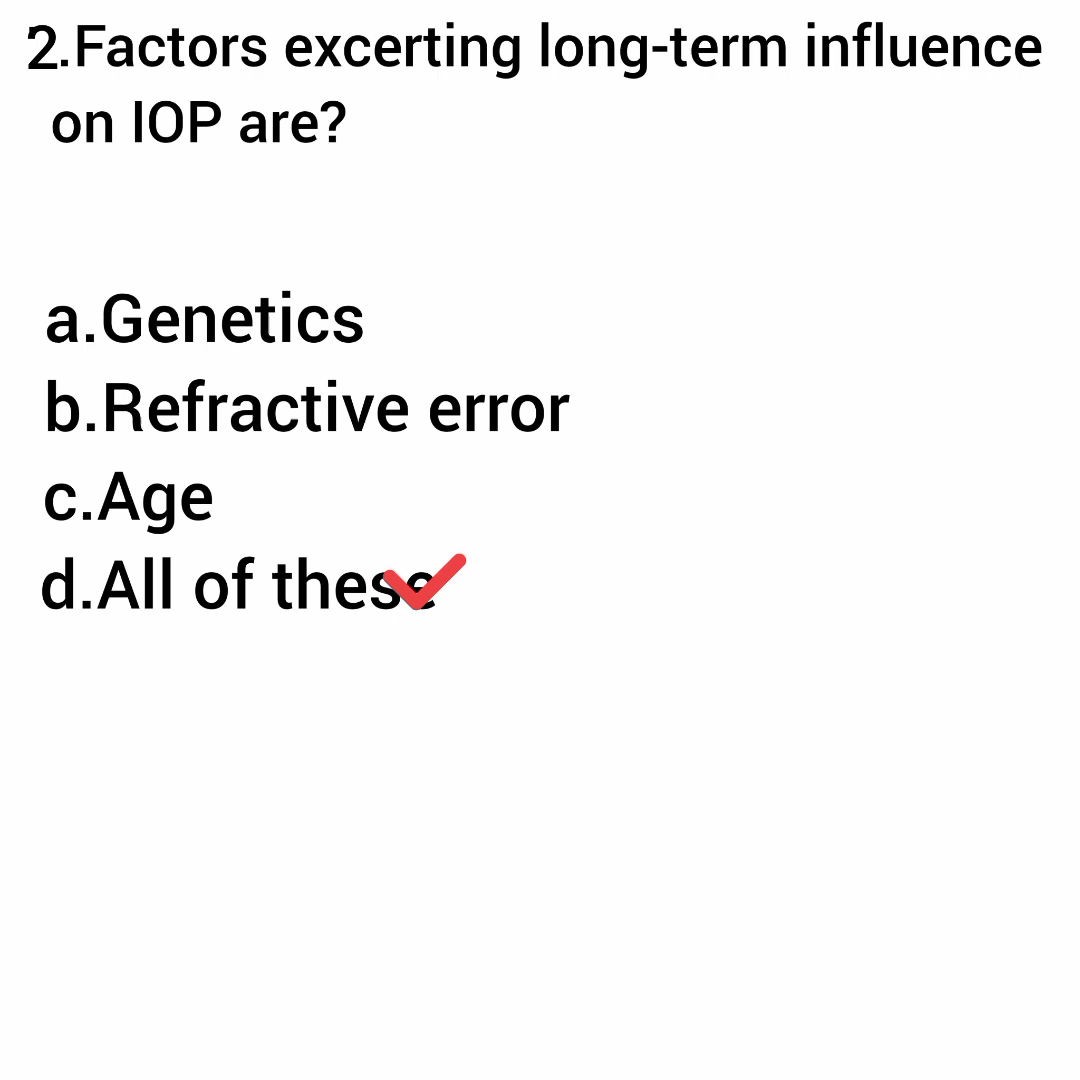 2.Factors excerting long-term influence
on IOP are?
a.Genetics
b.Refractive error
c.Age
d.All of these